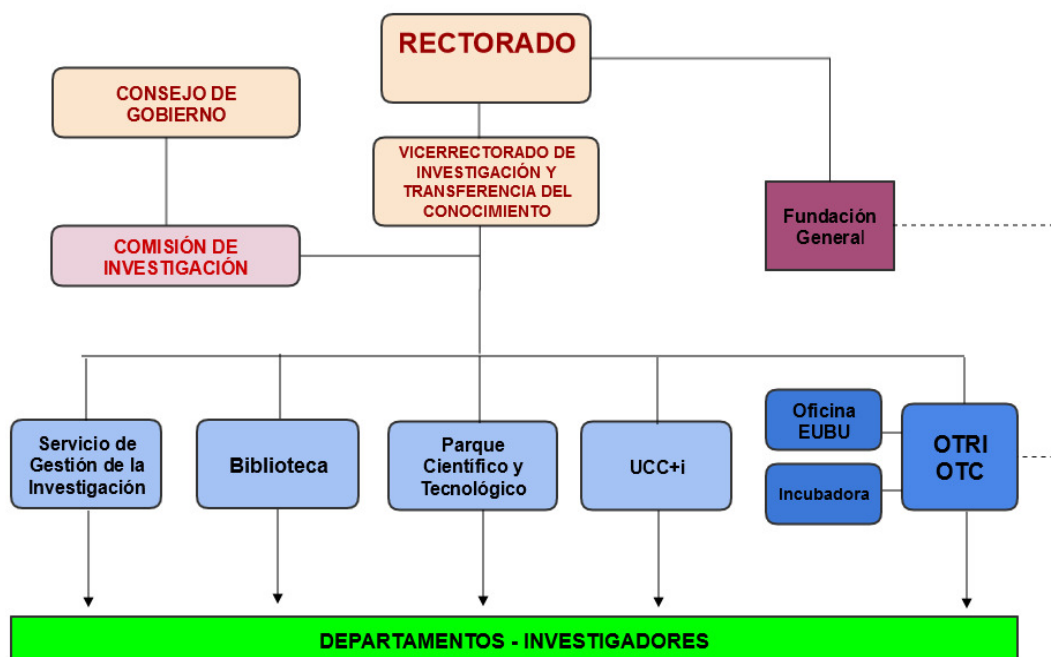 RECTORADO
CONSEJO DE
GOBIERNO
VICERRECTORADO DE
INVESTIGACIÓN Y
TRANSFERENCIA DEL
CONOCIMIENTO
Fundación
General
COMISIÓN DE
INVESTIGACIÓN
Servicio de
Gestión de la
Investigación
Biblioteca
Parque
Científico y
Tecnológico
UCC+i
Oficina
EUBU
Incubadora
OTRI
OTC
DEPARTAMENTOS - INVESTIGADORES